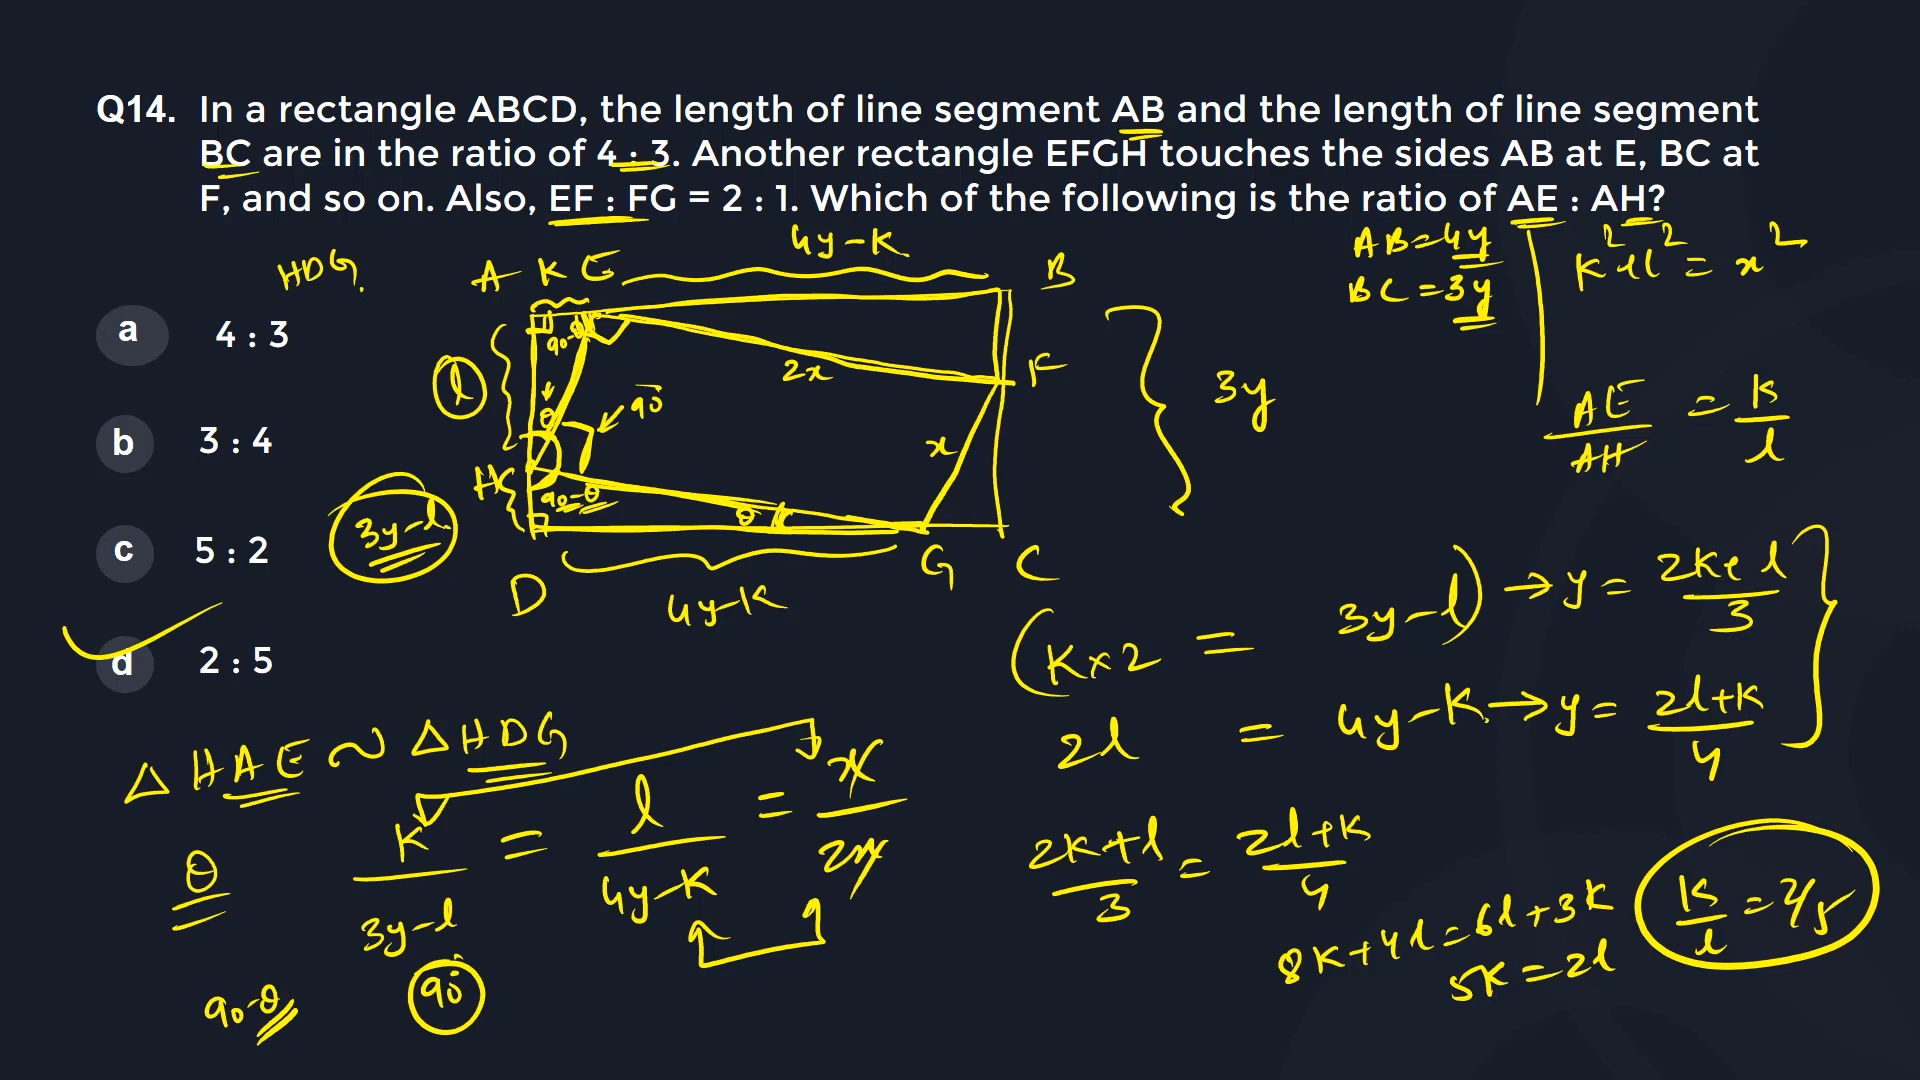 Q14. In a rectangle ABCD, the length of line segment AB and the length of line segment
BC are in the ratio of 4 : 3. Another rectangle EFGH touches the sides AB at E, BC at
F, and so on. Also, EF : FG = 2 : 1. Which of the following is the ratio of AE : AH?
HDG.
a 4 : 3
b 3 : 4
c 5 : 2
d 2 : 5
A K E
4y-K
B
90-θ
l
θ
90
2x
F
x
3y
H
90-θ
θ
3y-l
D
4y-K
G C
AB=4y
BC=3y
K²+l²=x²
AE/AH = K/l
(K×2 = 3y-l) → y = 2K+l/3
2l = 4y-K → y = 2l+K/4
2K+l/3 = 2l+K/4
8K+4l=6l+3K
5K=2l
K/l = 2/5
△HAE ~ △HDG
θ
K/3y-l = l/4y-K = x/2x
90-θ
90